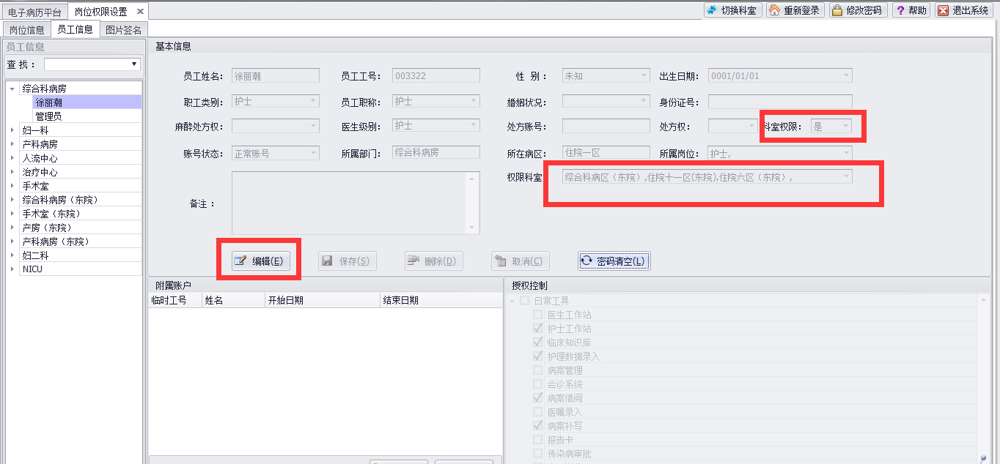 电子病历平台 岗位权限设置 切换科室 重新登录 修改密码 帮助 退出系统
岗位信息 员工信息 图片签名
员工信息
查 找：
综合科病房
徐丽潮
管理员
妇一科
产科病房
人流中心
治疗中心
手术室
综合科病房（东院）
手术室（东院）
产房（东院）
产科病房（东院）
妇二科
NICU
基本信息
员工姓名： 徐丽潮 员工工号： 003322 性 别： 未知 出生日期： 0001/01/01
职工类别： 护士 员工职称： 护士 婚姻状况： 身份证号：
麻醉处方权： 医生级别： 护士 处方账号： 处方权： 科室权限： 是
账号状态： 正常账号 所属部门： 综合科病房 所在病区： 住院一区 所属岗位： 护士,
权限科室 综合科病区（东院）,住院十一区(东院),住院六区（东院）,
备注：
编辑(E) 保存(S) 删除(D) 取消(C) 密码清空(L)
附属账户
临时工号 姓名 开始日期 结束日期
授权控制
日常工具
医生工作站
护士工作站
临床知识库
护理数据录入
病案管理
会诊系统
病案借阅
医嘱录入
病案补写
报告卡
传染病审批